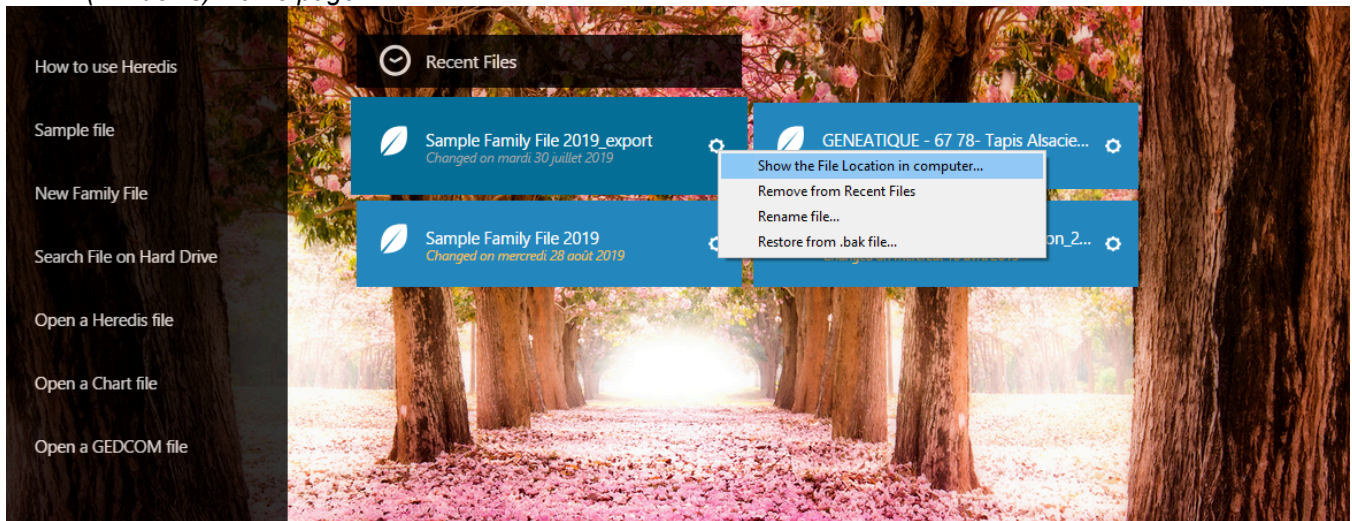 How to use Heredis
Sample file
New Family File
Search File on Hard Drive
Open a Heredis file
Open a Chart file
Open a GEDCOM file
Recent Files
Sample Family File 2019_export
Changed on mardi 30 juillet 2019
GENEATIQUE - 67 78- Tapis Alsacie...
Show the File Location in computer...
Remove from Recent Files
Rename file...
Restore from .bak file...
Sample Family File 2019
Changed on mercredi 28 août 2019
on_2...